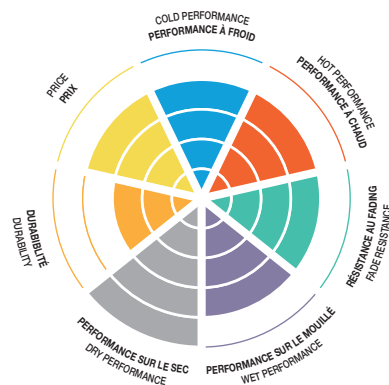 COLD PERFORMANCE
PERFORMANCE À FROID
HOT PERFORMANCE
PERFORMANCE À CHAUD
RÉSISTANCE AU FADING
FADE RESISTANCE
PERFORMANCE SUR LE MOUILLÉ
WET PERFORMANCE
PERFORMANCE SUR LE SEC
DRY PERFORMANCE
DURABIBLITÉ
DURABILITY
PRICE
PRIX